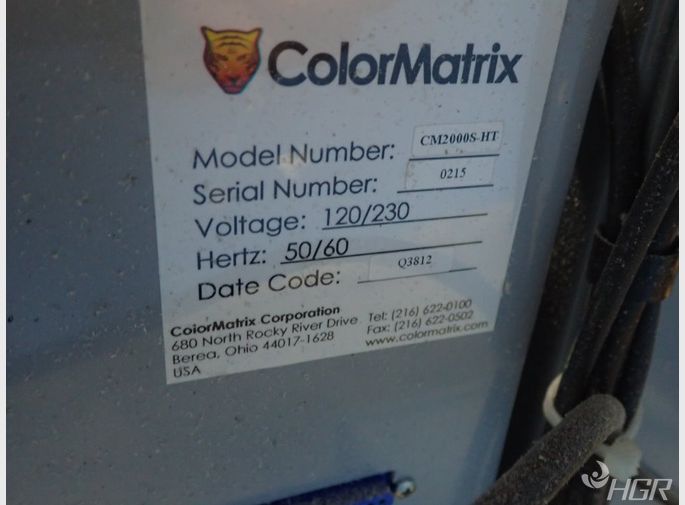 ColorMatrix
Model Number: CM2000S-HT
Serial Number: 0215
Voltage: 120/230
Hertz: 50/60
Date Code: Q3812
ColorMatrix Corporation
680 North Rocky River Drive
Berea, Ohio 44017-1628
USA
Tel: (216) 622-0100
Fax: (216) 622-0502
www.colormatrix.com
HGR